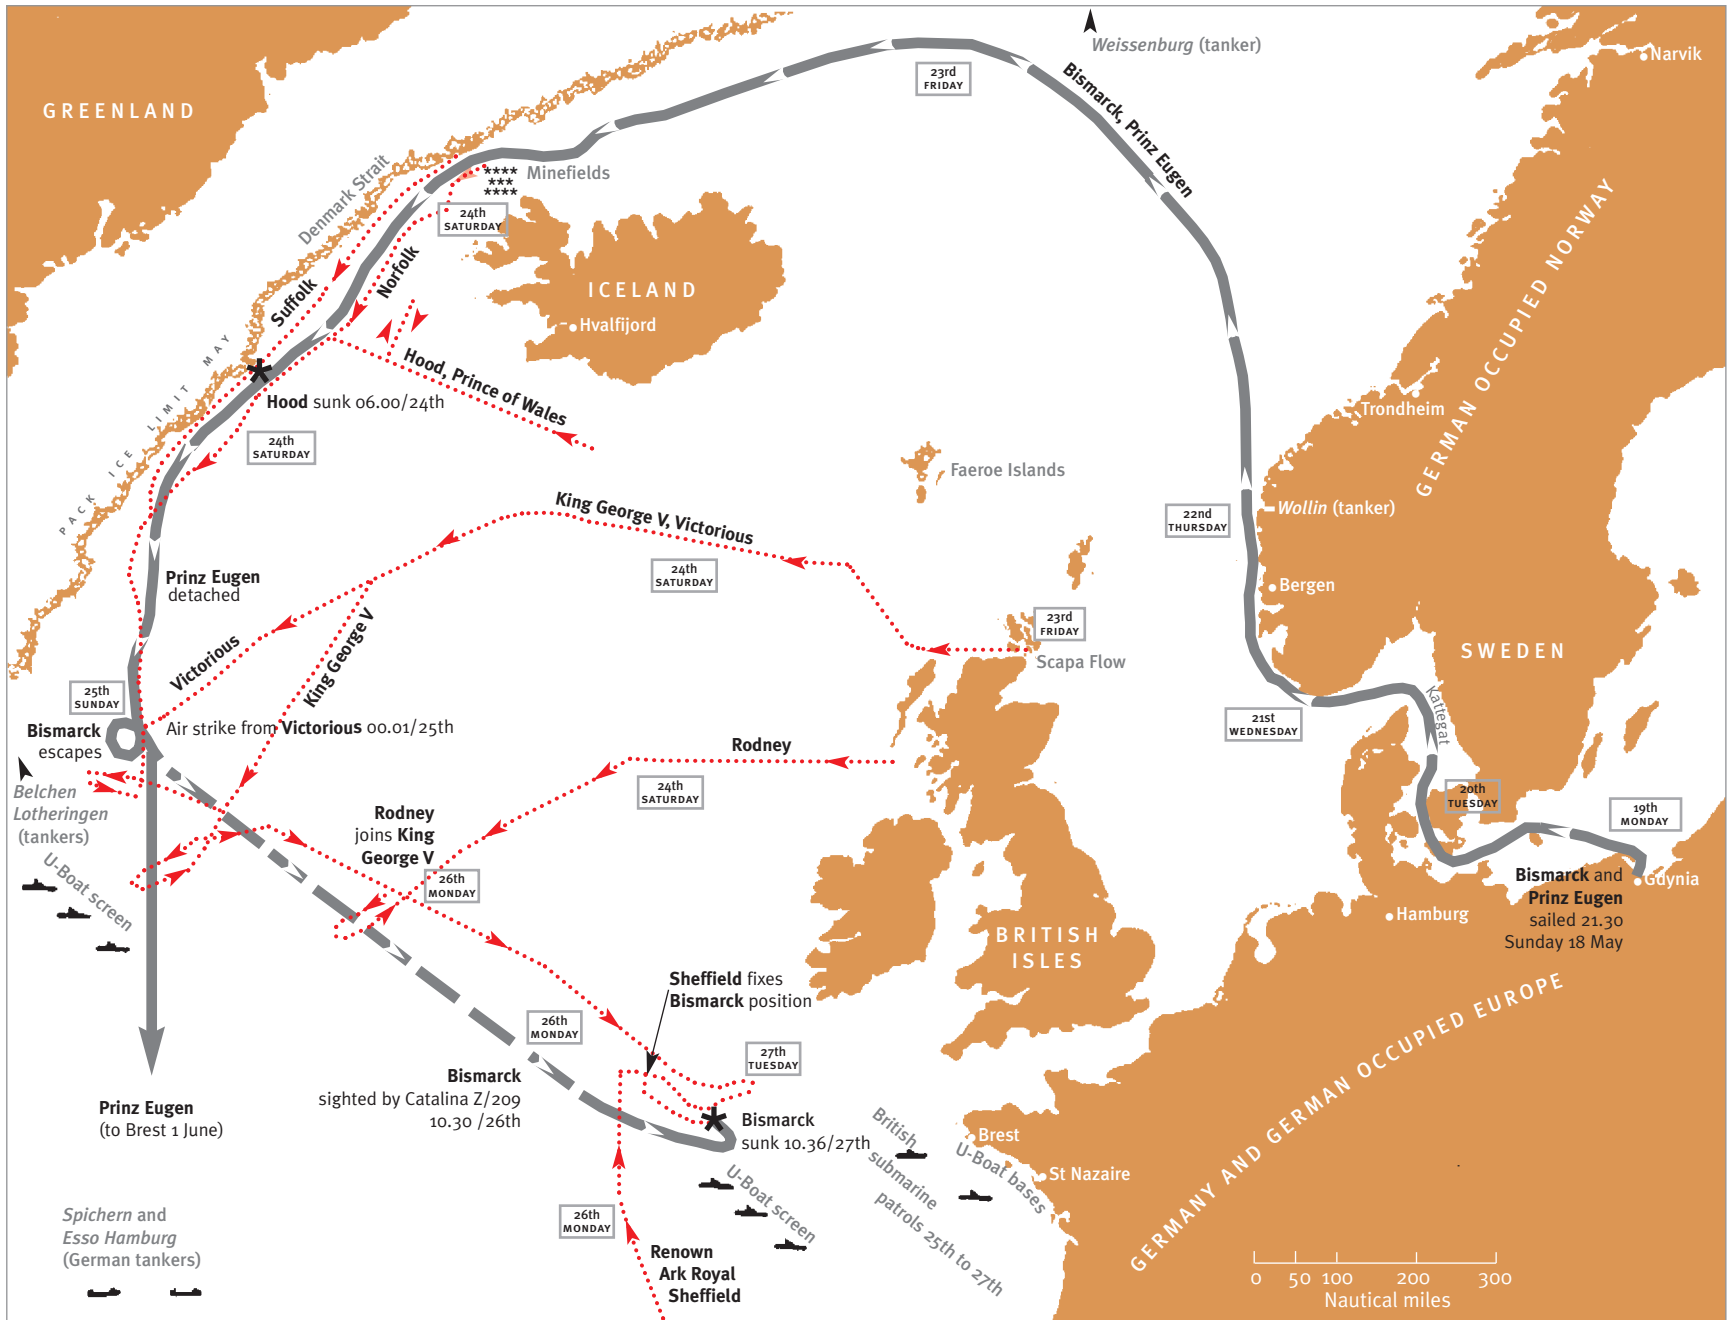 Weissenburg (tanker)
Narvik
GREENLAND
23rd
FRIDAY
Bismarck, Prinz Eugen
Denmark Strait
****
***
****
Minefields
24th
SATURDAY
Norfolk
Suffolk
ICELAND
Hvalfijord
GERMAN OCCUPIED NORWAY
PACK ICE LIMIT MAY
Hood, Prince of Wales
Hood sunk 06.00/24th
24th
SATURDAY
Trondheim
Faeroe Islands
King George V, Victorious
22nd
THURSDAY
Wollin (tanker)
24th
SATURDAY
Prinz Eugen
detached
Bergen
23rd
FRIDAY
Scapa Flow
SWEDEN
Victorious
King George V
25th
SUNDAY
Kattegat
21st
WEDNESDAY
Bismarck
escapes
Air strike from Victorious 00.01/25th
Rodney
24th
SATURDAY
20th
TUESDAY
19th
MONDAY
Belchen
Lotheringen
(tankers)
U-Boat screen
Rodney
joins King
George V
26th
MONDAY
Gdynia
Bismarck and
Prinz Eugen
sailed 21.30
Sunday 18 May
Hamburg
BRITISH
ISLES
Sheffield fixes
Bismarck position
26th
MONDAY
27th
TUESDAY
GERMANY AND GERMAN OCCUPIED EUROPE
Bismarck
sighted by Catalina Z/209
10.30 /26th
Prinz Eugen
(to Brest 1 June)
Bismarck
sunk 10.36/27th
British
submarine
patrols 25th to 27th
Brest
U-Boat bases
St Nazaire
U-Boat screen
26th
MONDAY
Spichern and
Esso Hamburg
(German tankers)
Renown
Ark Royal
Sheffield
0 50 100 200 300
Nautical miles